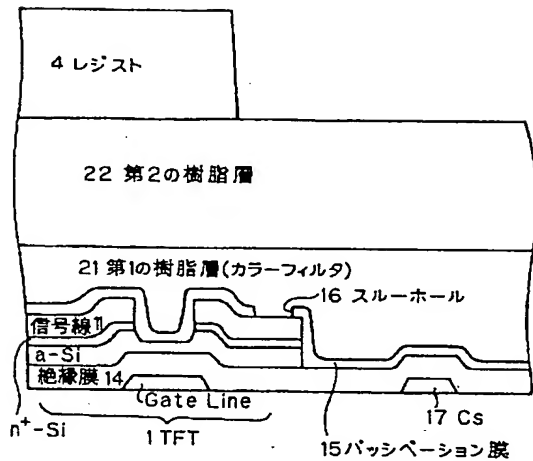 4 レジスト
22 第2の樹脂層
21 第1の樹脂層(カラーフィルタ)
16 スルーホール
信号線11
a-Si
絶縁膜14
Gate Line
17 Cs
n⁺-Si
1 TFT
15パッシベーション膜